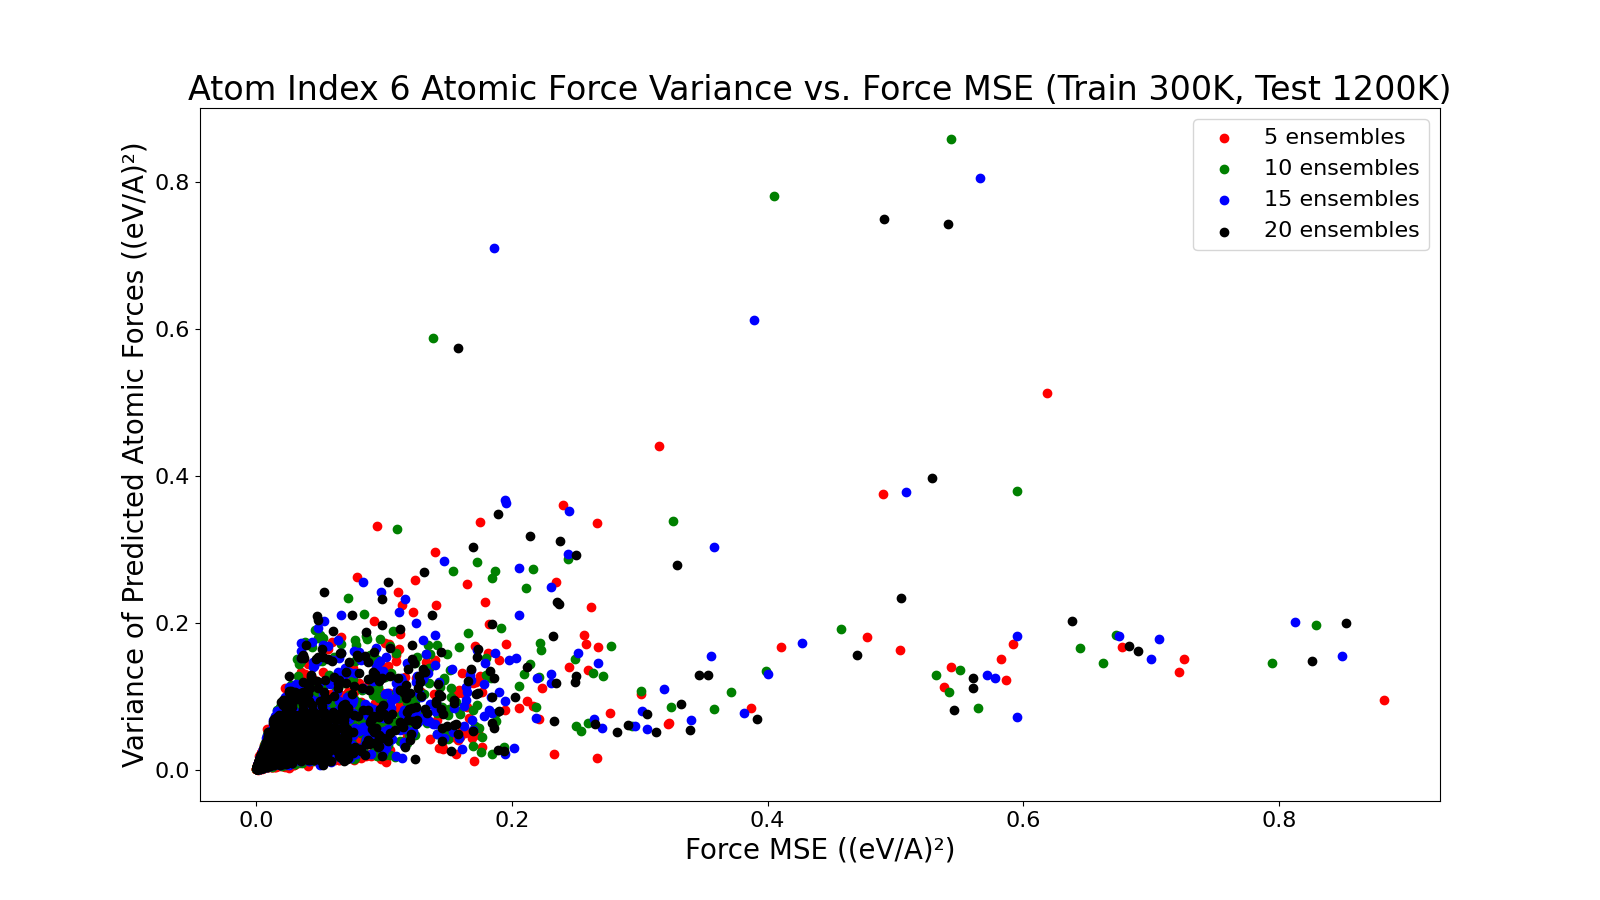 Atom Index 6 Atomic Force Variance vs. Force MSE (Train 300K, Test 1200K)
5 ensembles
10 ensembles
15 ensembles
20 ensembles
Variance of Predicted Atomic Forces ((eV/A)²)
0.8
0.6
0.4
0.2
0.0
0.0 0.2 0.4 0.6 0.8
Force MSE ((eV/A)²)